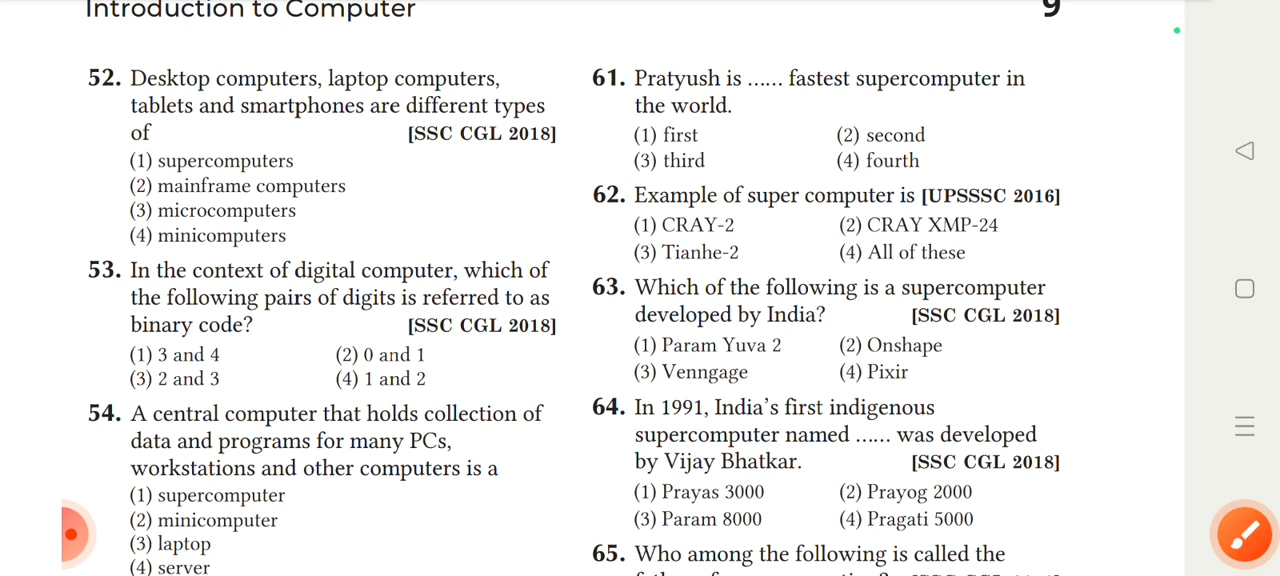 Introduction to Computer
9
52. Desktop computers, laptop computers,
tablets and smartphones are different types
of [SSC CGL 2018]
(1) supercomputers
(2) mainframe computers
(3) microcomputers
(4) minicomputers
53. In the context of digital computer, which of
the following pairs of digits is referred to as
binary code? [SSC CGL 2018]
(1) 3 and 4 (2) 0 and 1
(3) 2 and 3 (4) 1 and 2
54. A central computer that holds collection of
data and programs for many PCs,
workstations and other computers is a
(1) supercomputer
(2) minicomputer
(3) laptop
(4) server
61. Pratyush is ...... fastest supercomputer in
the world.
(1) first (2) second
(3) third (4) fourth
62. Example of super computer is [UPSSSC 2016]
(1) CRAY-2 (2) CRAY XMP-24
(3) Tianhe-2 (4) All of these
63. Which of the following is a supercomputer
developed by India? [SSC CGL 2018]
(1) Param Yuva 2 (2) Onshape
(3) Venngage (4) Pixir
64. In 1991, India's first indigenous
supercomputer named ...... was developed
by Vijay Bhatkar. [SSC CGL 2018]
(1) Prayas 3000 (2) Prayog 2000
(3) Param 8000 (4) Pragati 5000
65. Who among the following is called the